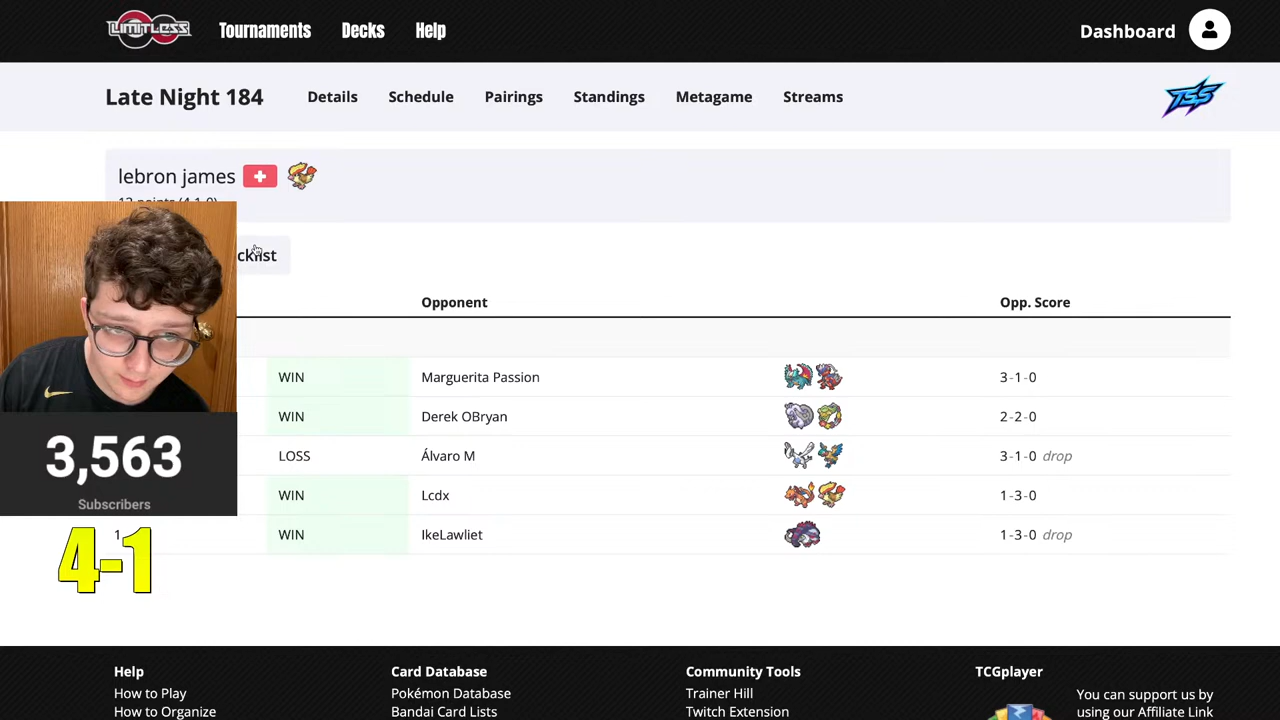 LIMITLESS
Tournaments
Decks
Help
Dashboard
Late Night 184
Details
Schedule
Pairings
Standings
Metagame
Streams
TSS
lebron james
Opponent
Opp. Score
WIN
Marguerita Passion
3-1-0
WIN
Derek OBryan
2-2-0
LOSS
Álvaro M
3-1-0 drop
WIN
Lcdx
1-3-0
1
WIN
IkeLawliet
1-3-0 drop
3,563
Subscribers
4-1
Help
How to Play
How to Organize
Card Database
Pokémon Database
Bandai Card Lists
Community Tools
Trainer Hill
Twitch Extension
TCGplayer
You can support us by
using our Affiliate Link